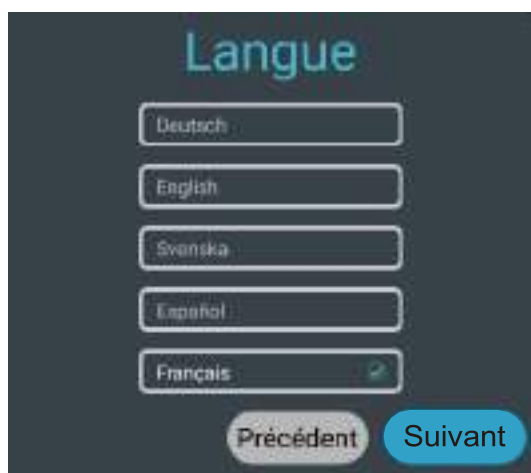 Langue
Deutsch
English
Svenska
Español
Français
Précédent Suivant